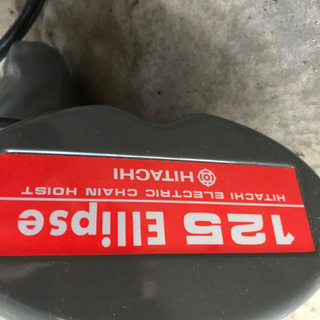 125 Ellipse
HITACHI ELECTRIC CHAIN HOIST
HITACHI